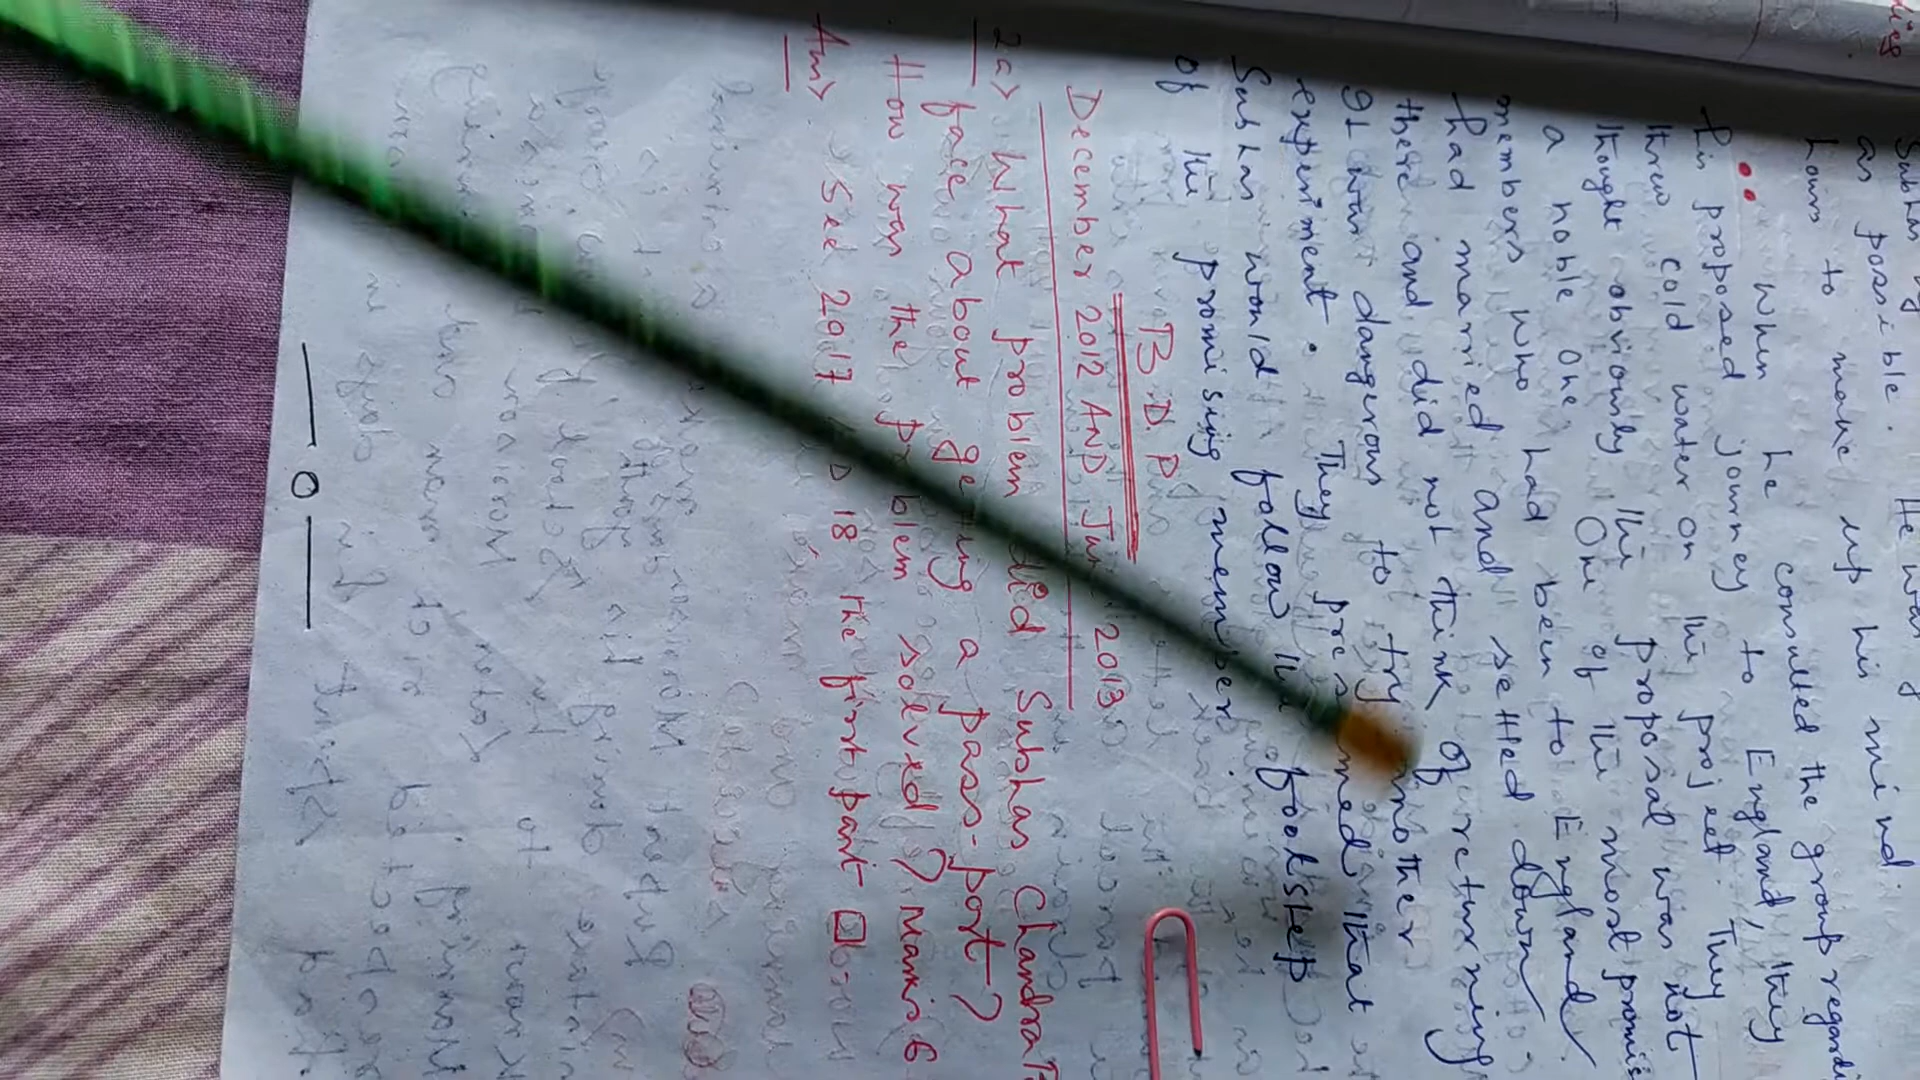 Subhas
He was
as possible.
hours to make up his mind
When he consulted the group regardi
his proposed journey to England, they
threw cold water on the project. They
thought obviously the proposal was not
a noble one. One of the most promis
members who had been to England
had married and settled down
there and did not think of returning
It was dangerous to try another
experiment. They presumed that
Subhas would follow the footstep
of the promising member
B.D.P
December 2012 AND June 2013
2a> What problem did Subhas Chandra B
face about getting a pass-port?
How was the problem solved? Marks 6
Ans> See 2017 the first part
—0—